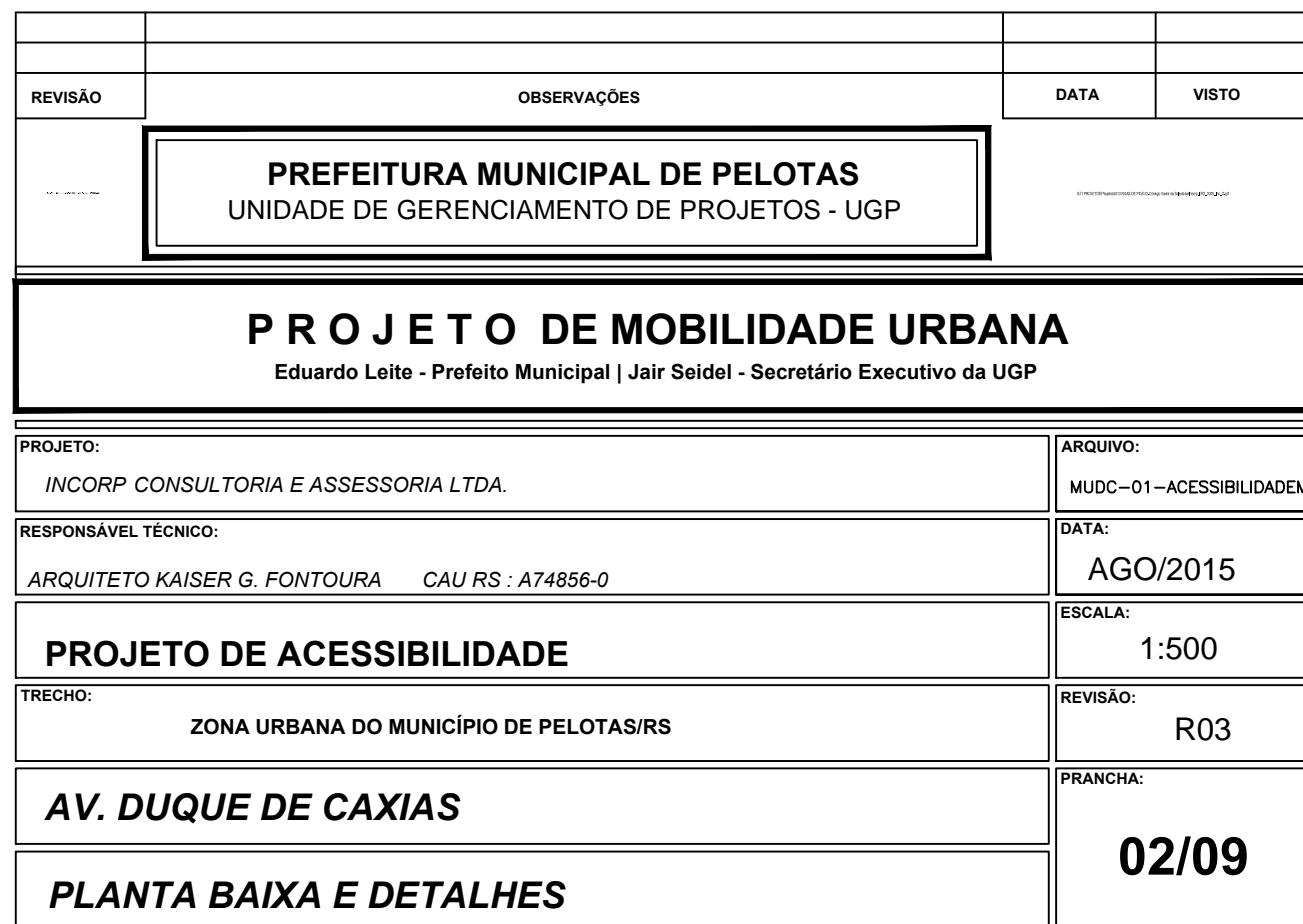 REVISÃO OBSERVAÇÕES DATA VISTO
PREFEITURA MUNICIPAL DE PELOTAS
UNIDADE DE GERENCIAMENTO DE PROJETOS - UGP
P R O J E T O DE MOBILIDADE URBANA
Eduardo Leite - Prefeito Municipal | Jair Seidel - Secretário Executivo da UGP
PROJETO:
INCORP CONSULTORIA E ASSESSORIA LTDA.
ARQUIVO:
MUDC-01-ACESSIBILIDADEM
RESPONSÁVEL TÉCNICO:
ARQUITETO KAISER G. FONTOURA CAU RS : A74856-0
DATA:
AGO/2015
PROJETO DE ACESSIBILIDADE
ESCALA:
1:500
TRECHO:
ZONA URBANA DO MUNICÍPIO DE PELOTAS/RS
REVISÃO:
R03
AV. DUQUE DE CAXIAS
PLANTA BAIXA E DETALHES
PRANCHA:
02/09